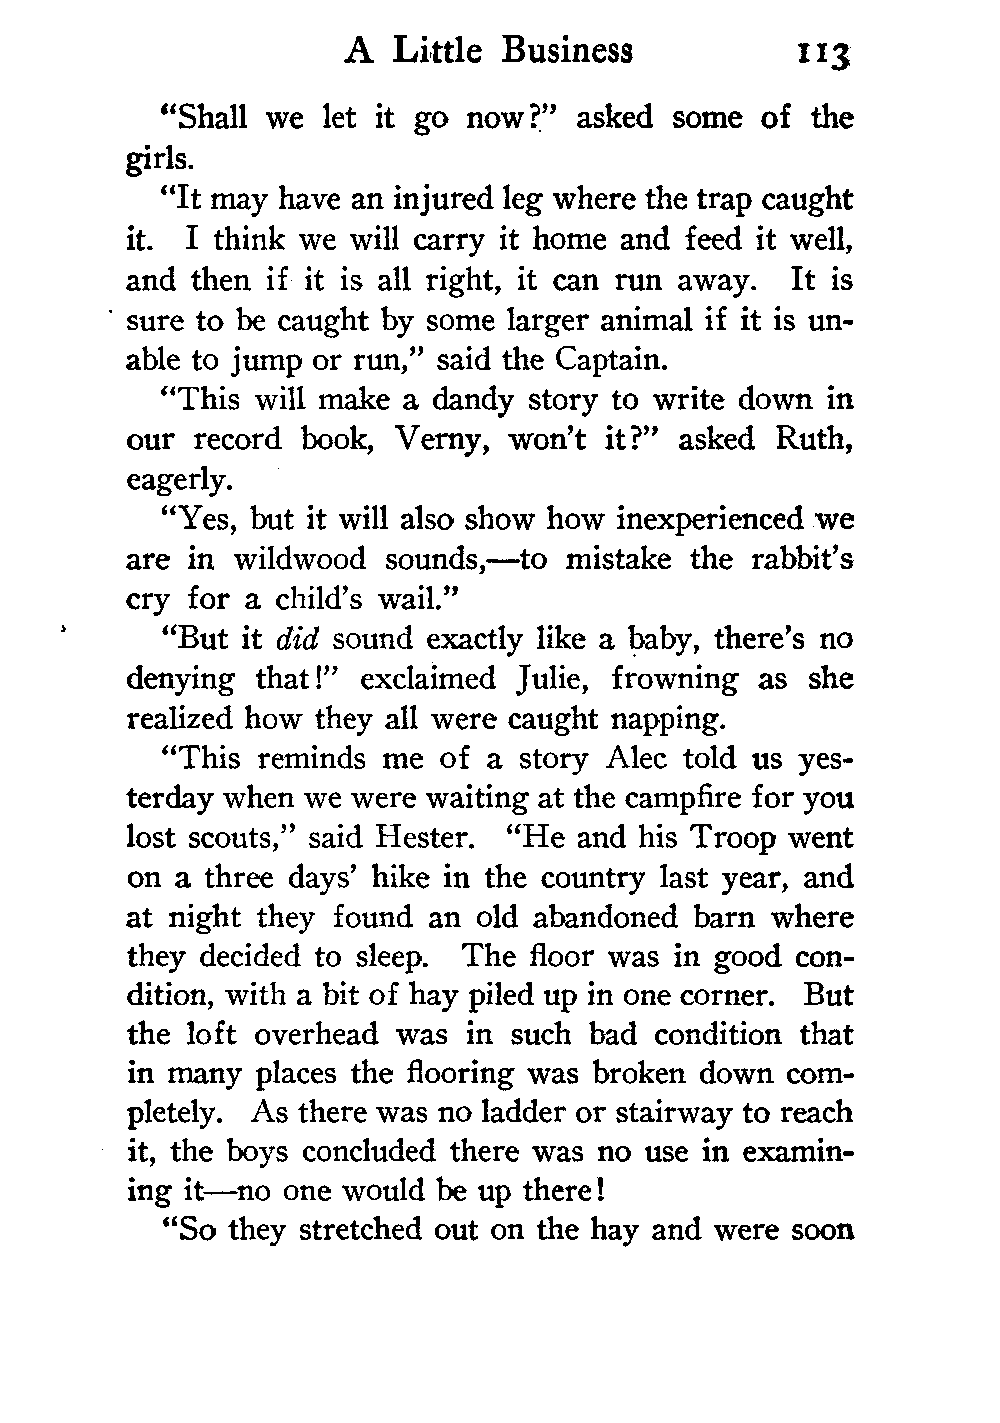 A Little Business 113
“Shall we let it go now?” asked some of the
girls.
“It may have an injured leg where the trap caught
it. I think we will carry it home and feed it well,
and then if it is all right, it can run away. It is
sure to be caught by some larger animal if it is un-
able to jump or run,” said the Captain.
“This will make a dandy story to write down in
our record book, Verny, won’t it?” asked Ruth,
eagerly.
“Yes, but it will also show how inexperienced we
are in wildwood sounds,—to mistake the rabbit’s
cry for a child’s wail.”
“But it did sound exactly like a baby, there’s no
denying that!” exclaimed Julie, frowning as she
realized how they all were caught napping.
“This reminds me of a story Alec told us yes-
terday when we were waiting at the campfire for you
lost scouts,” said Hester. “He and his Troop went
on a three days’ hike in the country last year, and
at night they found an old abandoned barn where
they decided to sleep. The floor was in good con-
dition, with a bit of hay piled up in one corner. But
the loft overhead was in such bad condition that
in many places the flooring was broken down com-
pletely. As there was no ladder or stairway to reach
it, the boys concluded there was no use in examin-
ing it—no one would be up there!
“So they stretched out on the hay and were soon